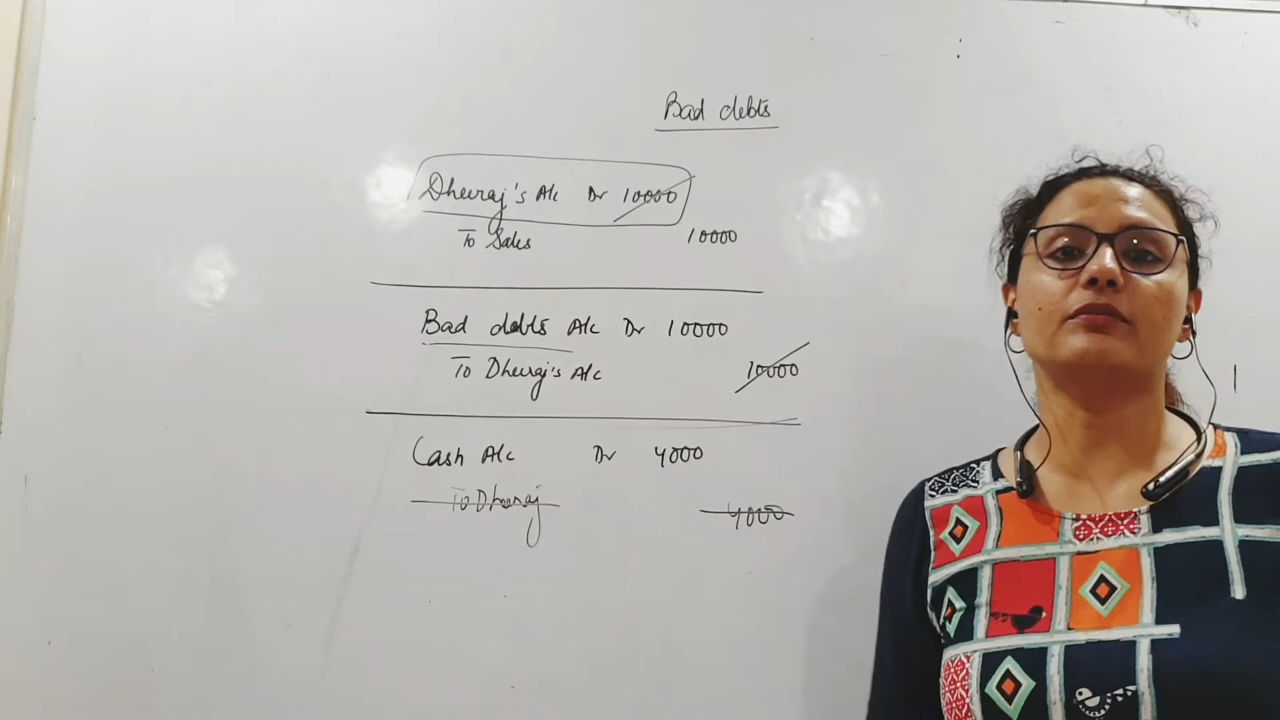 Bad debts
Dheeraj's A/c Dr 10000
To Sales 10000
Bad debts A/c Dr 10000
To Dheeraj's A/c 10000
Cash A/c Dr 4000
To Dheeraj 4000